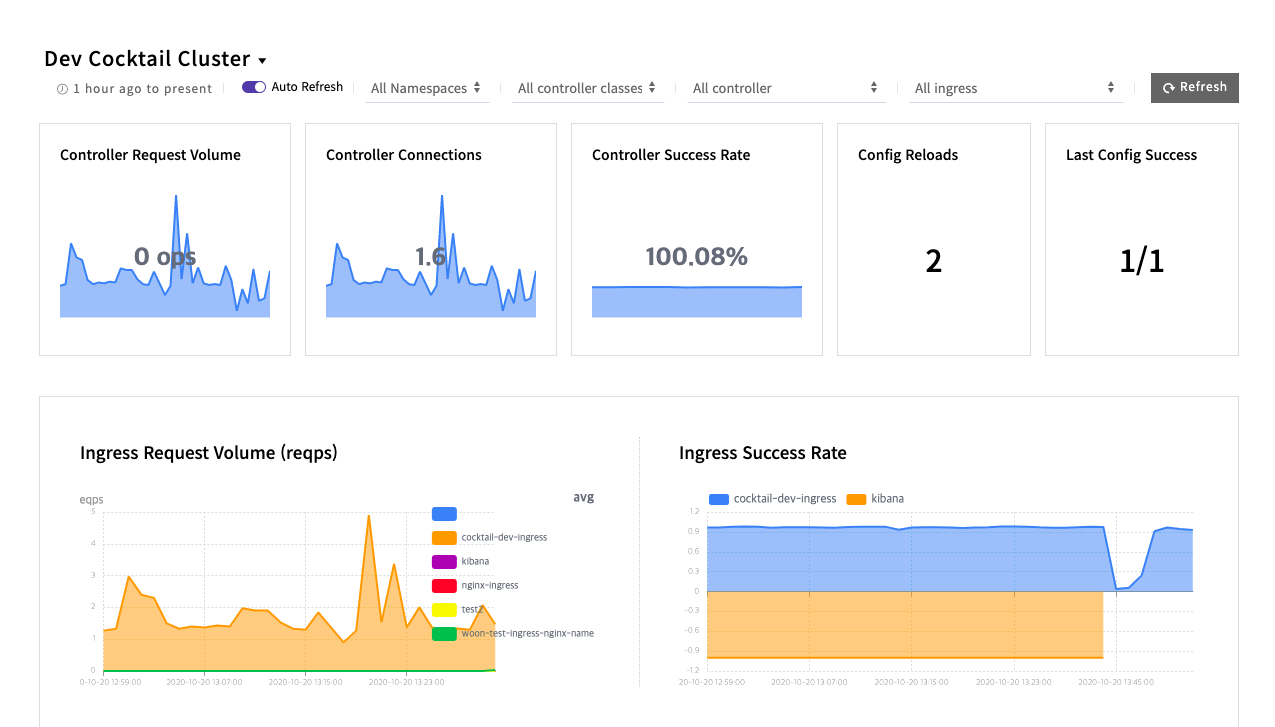 Dev Cocktail Cluster
1 hour ago to present
Auto Refresh
All Namespaces
All controller classes
All controller
All ingress
Refresh
Controller Request Volume
0 ops
Controller Connections
1.6
Controller Success Rate
100.08%
Config Reloads
2
Last Config Success
1/1
Ingress Request Volume (reqps)
eqps
avg
5
4
3
2
1
0
cocktail-dev-ingress
kibana
nginx-ingress
test2
woon-test-ingress-nginx-name
0-10-20 12:59:00
2020-10-20 13:07:00
2020-10-20 13:15:00
2020-10-20 13:23:00
Ingress Success Rate
cocktail-dev-ingress
kibana
1.2
0.9
0.6
0.3
0
-0.3
-0.6
-0.9
-1.2
20-10-20 12:59:00
2020-10-20 13:07:00
2020-10-20 13:15:00
2020-10-20 13:23:00
2020-10-20 13:45:00